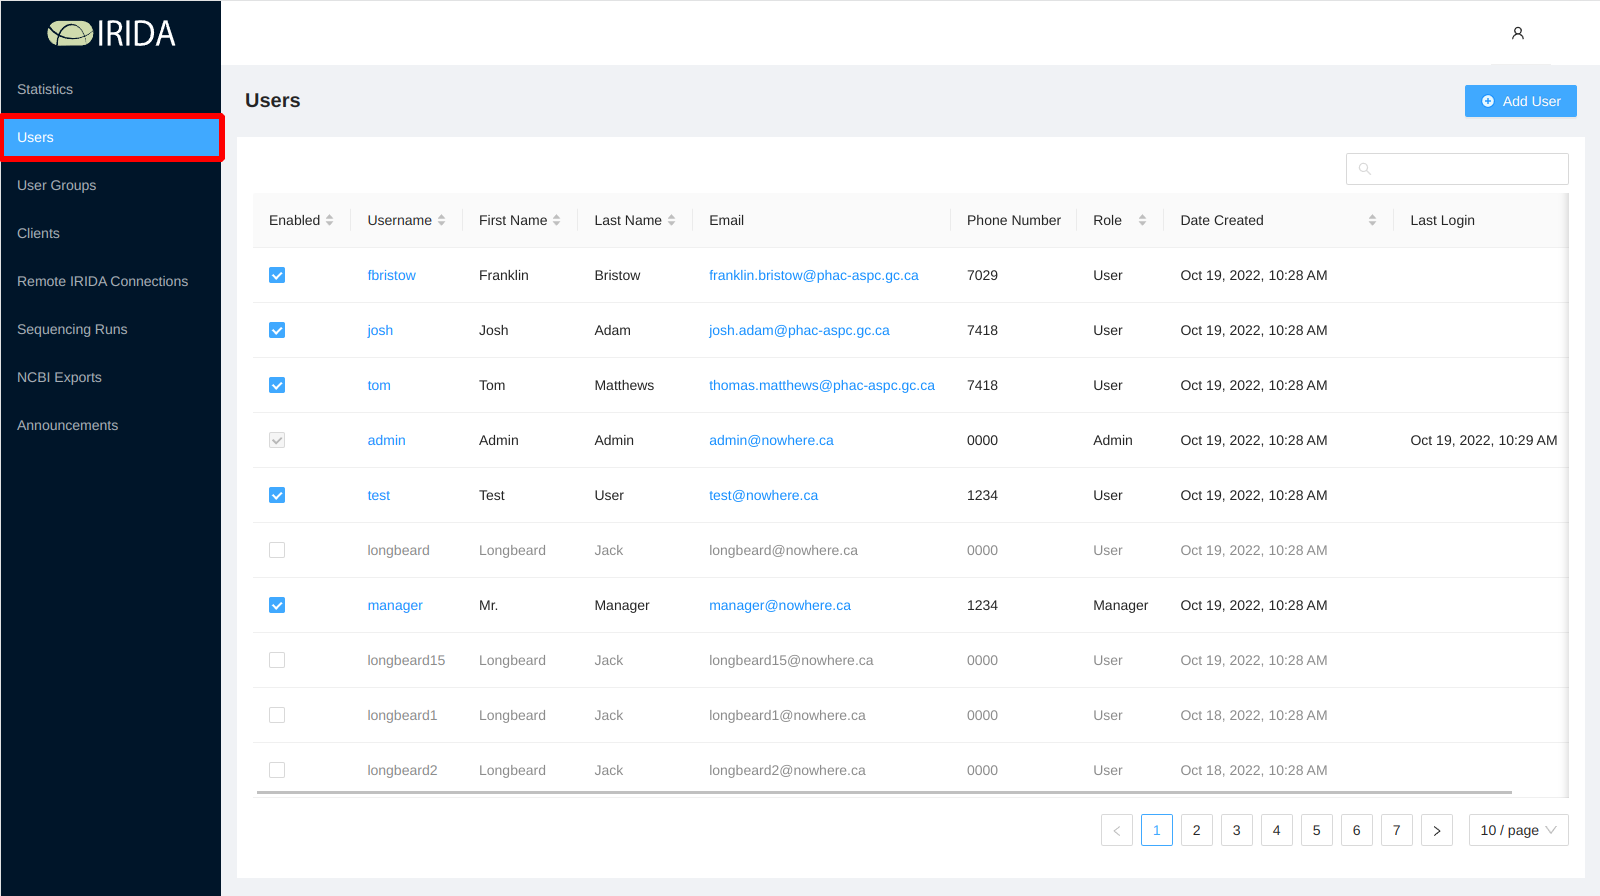 IRIDA
Statistics
Users
User Groups
Clients
Remote IRIDA Connections
Sequencing Runs
NCBI Exports
Announcements
Users
Add User
Enabled Username First Name Last Name Email Phone Number Role Date Created Last Login
fbristow Franklin Bristow franklin.bristow@phac-aspc.gc.ca 7029 User Oct 19, 2022, 10:28 AM
josh Josh Adam josh.adam@phac-aspc.gc.ca 7418 User Oct 19, 2022, 10:28 AM
tom Tom Matthews thomas.matthews@phac-aspc.gc.ca 7418 User Oct 19, 2022, 10:28 AM
admin Admin Admin admin@nowhere.ca 0000 Admin Oct 19, 2022, 10:28 AM Oct 19, 2022, 10:29 AM
test Test User test@nowhere.ca 1234 User Oct 19, 2022, 10:28 AM
longbeard Longbeard Jack longbeard@nowhere.ca 0000 User Oct 19, 2022, 10:28 AM
manager Mr. Manager manager@nowhere.ca 1234 Manager Oct 19, 2022, 10:28 AM
longbeard15 Longbeard Jack longbeard15@nowhere.ca 0000 User Oct 19, 2022, 10:28 AM
longbeard1 Longbeard Jack longbeard1@nowhere.ca 0000 User Oct 18, 2022, 10:28 AM
longbeard2 Longbeard Jack longbeard2@nowhere.ca 0000 User Oct 18, 2022, 10:28 AM
1 2 3 4 5 6 7 10 / page